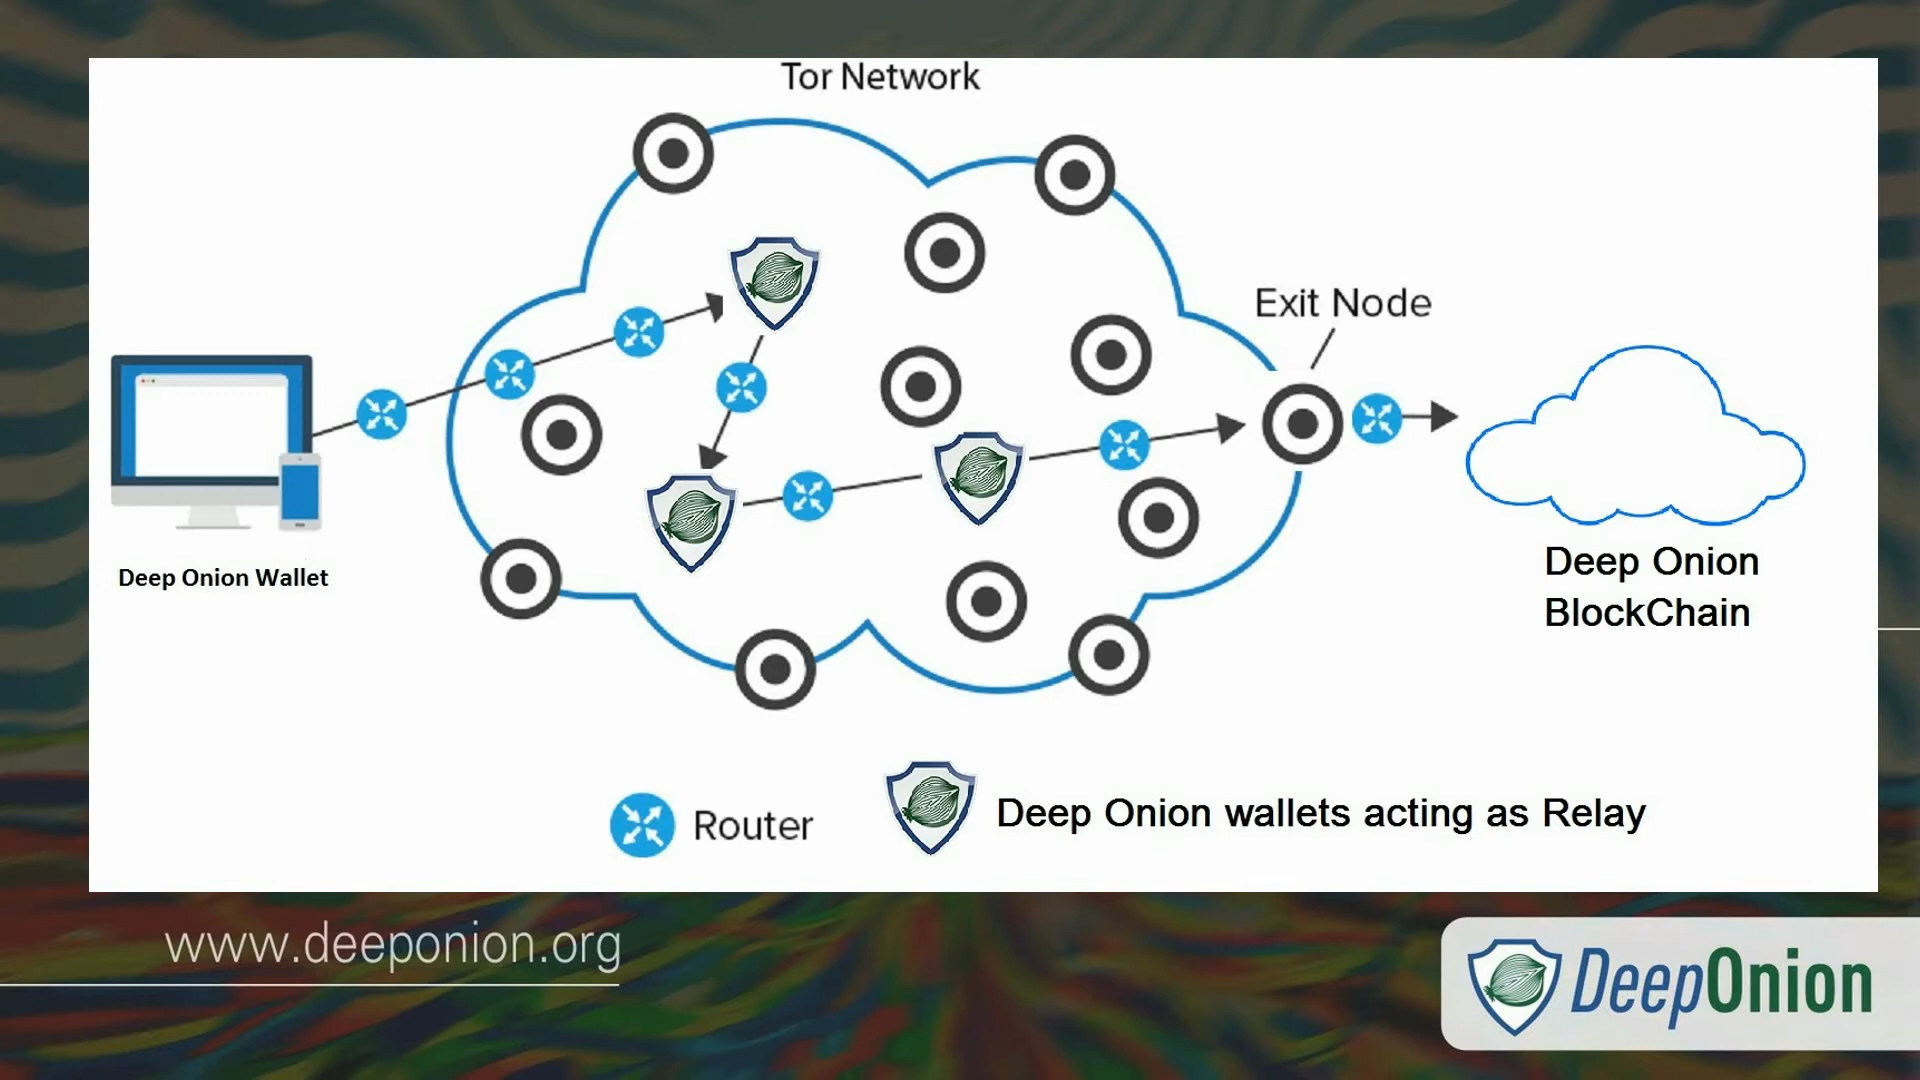 Tor Network
Exit Node
Deep Onion Wallet
Deep Onion
BlockChain
Router
Deep Onion wallets acting as Relay
www.deeponion.org
DeepOnion